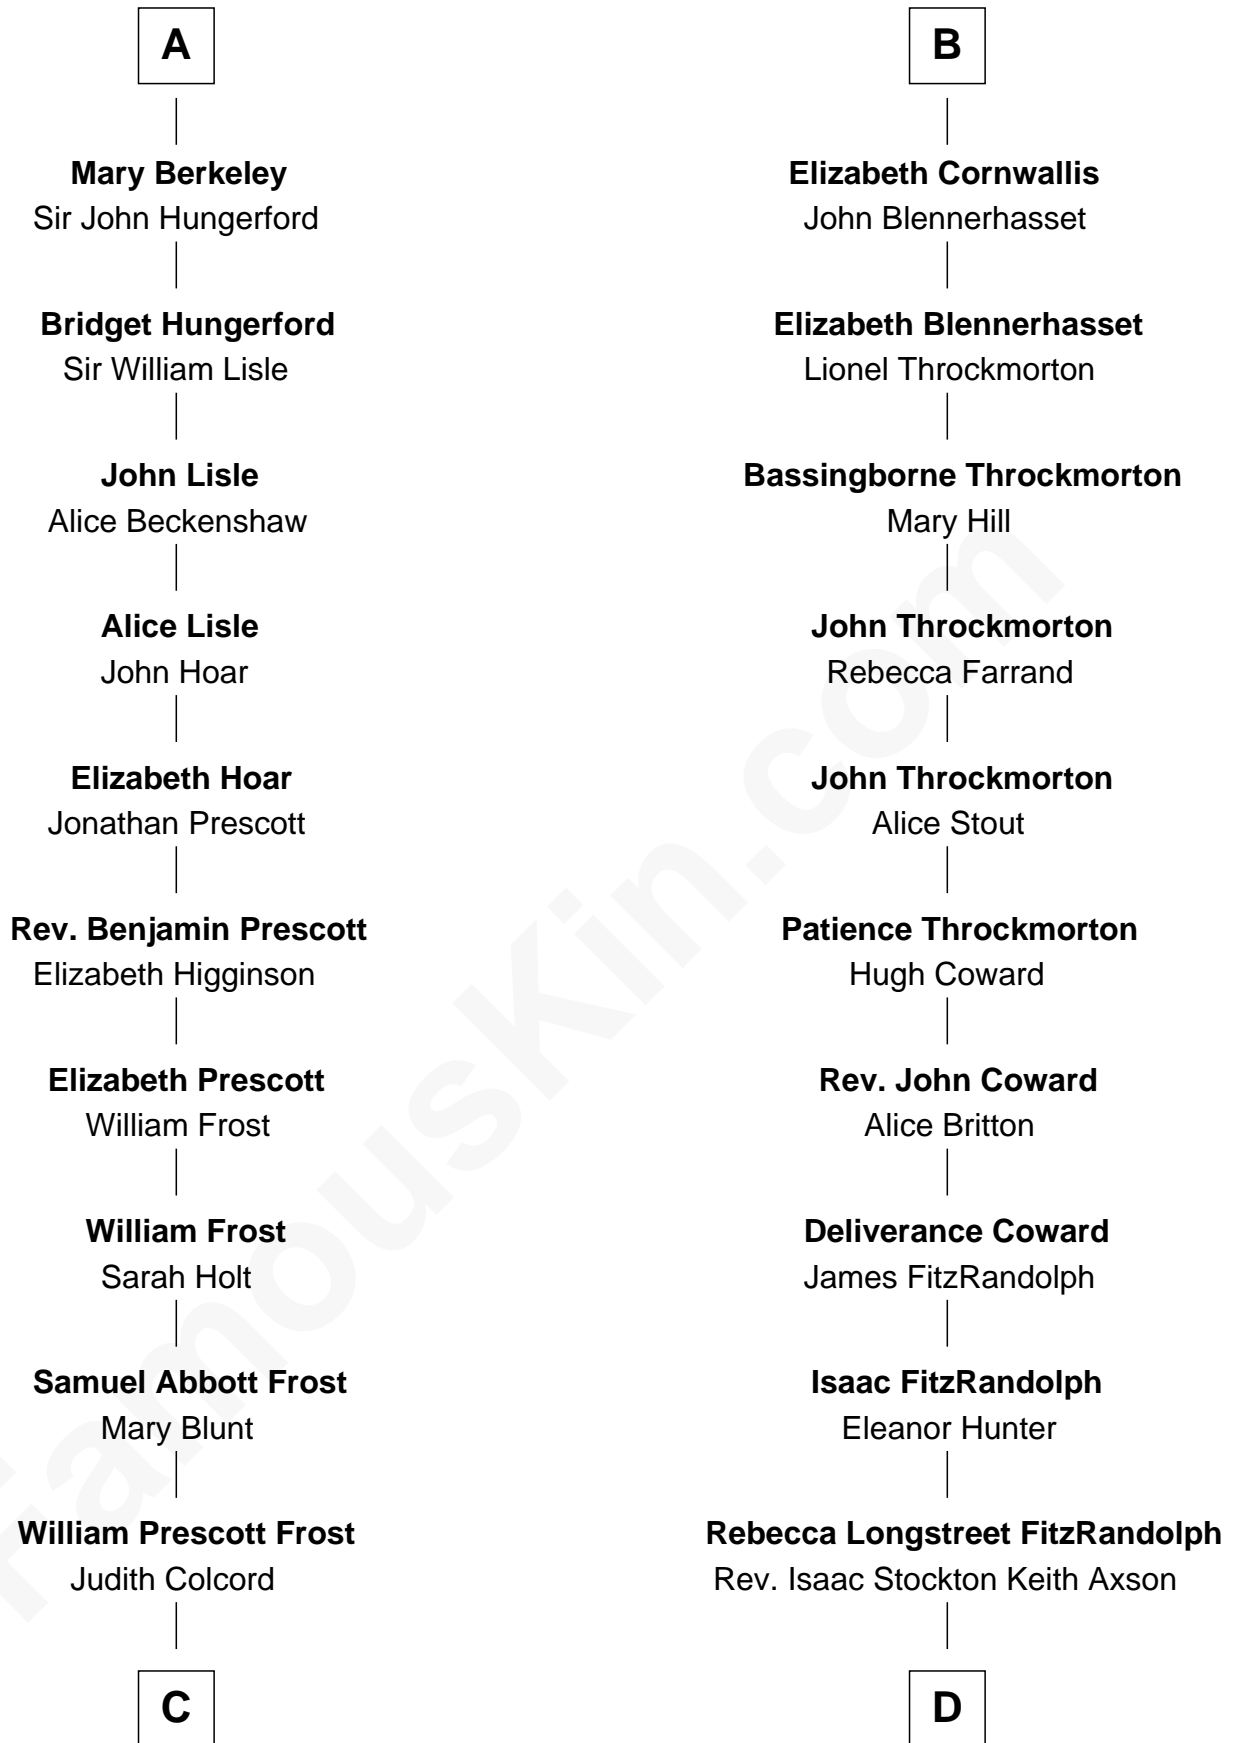 A
Mary Berkeley
Sir John Hungerford
Bridget Hungerford
Sir William Lisle
John Lisle
Alice Beckenshaw
Alice Lisle
John Hoar
Elizabeth Hoar
Jonathan Prescott
Rev. Benjamin Prescott
Elizabeth Higginson
Elizabeth Prescott
William Frost
William Frost
Sarah Holt
Samuel Abbott Frost
Mary Blunt
William Prescott Frost
Judith Colcord
C
B
Elizabeth Cornwallis
John Blennerhasset
Elizabeth Blennerhasset
Lionel Throckmorton
Bassingborne Throckmorton
Mary Hill
John Throckmorton
Rebecca Farrand
John Throckmorton
Alice Stout
Patience Throckmorton
Hugh Coward
Rev. John Coward
Alice Britton
Deliverance Coward
James FitzRandolph
Isaac FitzRandolph
Eleanor Hunter
Rebecca Longstreet FitzRandolph
Rev. Isaac Stockton Keith Axson
D
FamousKin.com